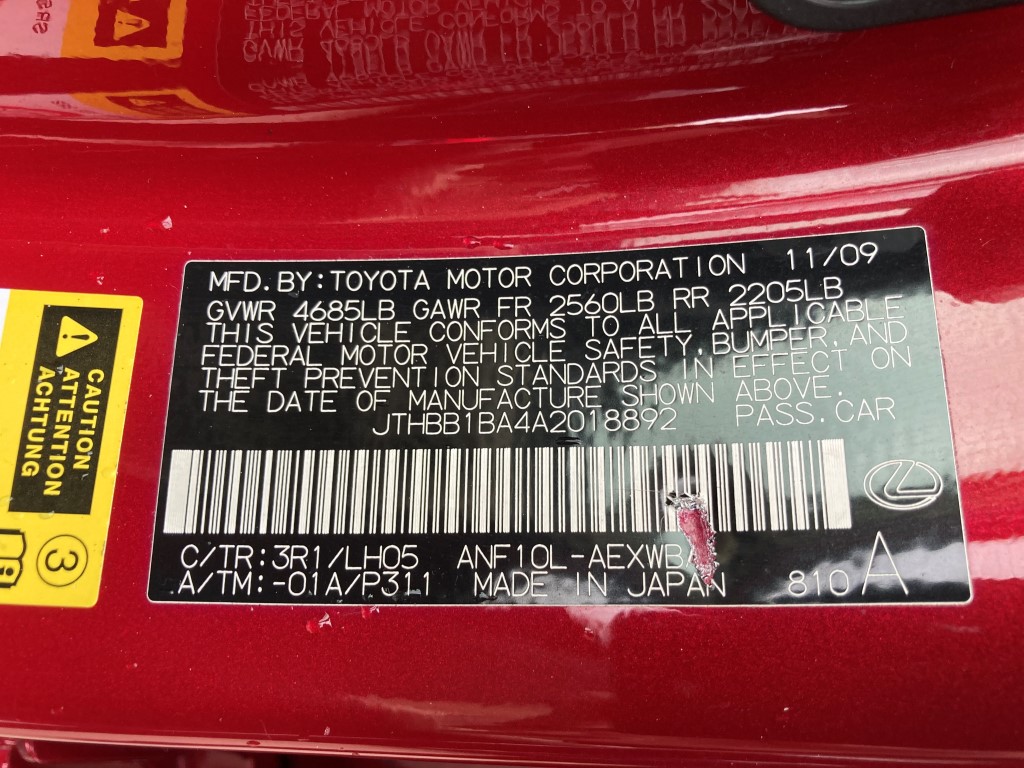 MFD.BY:TOYOTA MOTOR CORPORATION 11/09
GVWR 4685LB GAWR FR 2560LB RR 2205LB
THIS VEHICLE CONFORMS TO ALL APPLICABLE
FEDERAL MOTOR VEHICLE SAFETY,BUMPER,AND
THEFT PREVENTION STANDARDS IN EFFECT ON
THE DATE OF MANUFACTURE SHOWN ABOVE.
JTHBB1BA4A2018892 PASS.CAR
C/TR:3R1/LH05 ANF10L-AEXWBA
A/TM:-01A/P311 MADE IN JAPAN 810 A
CAUTION
ATTENTION
ACHTUNG
3